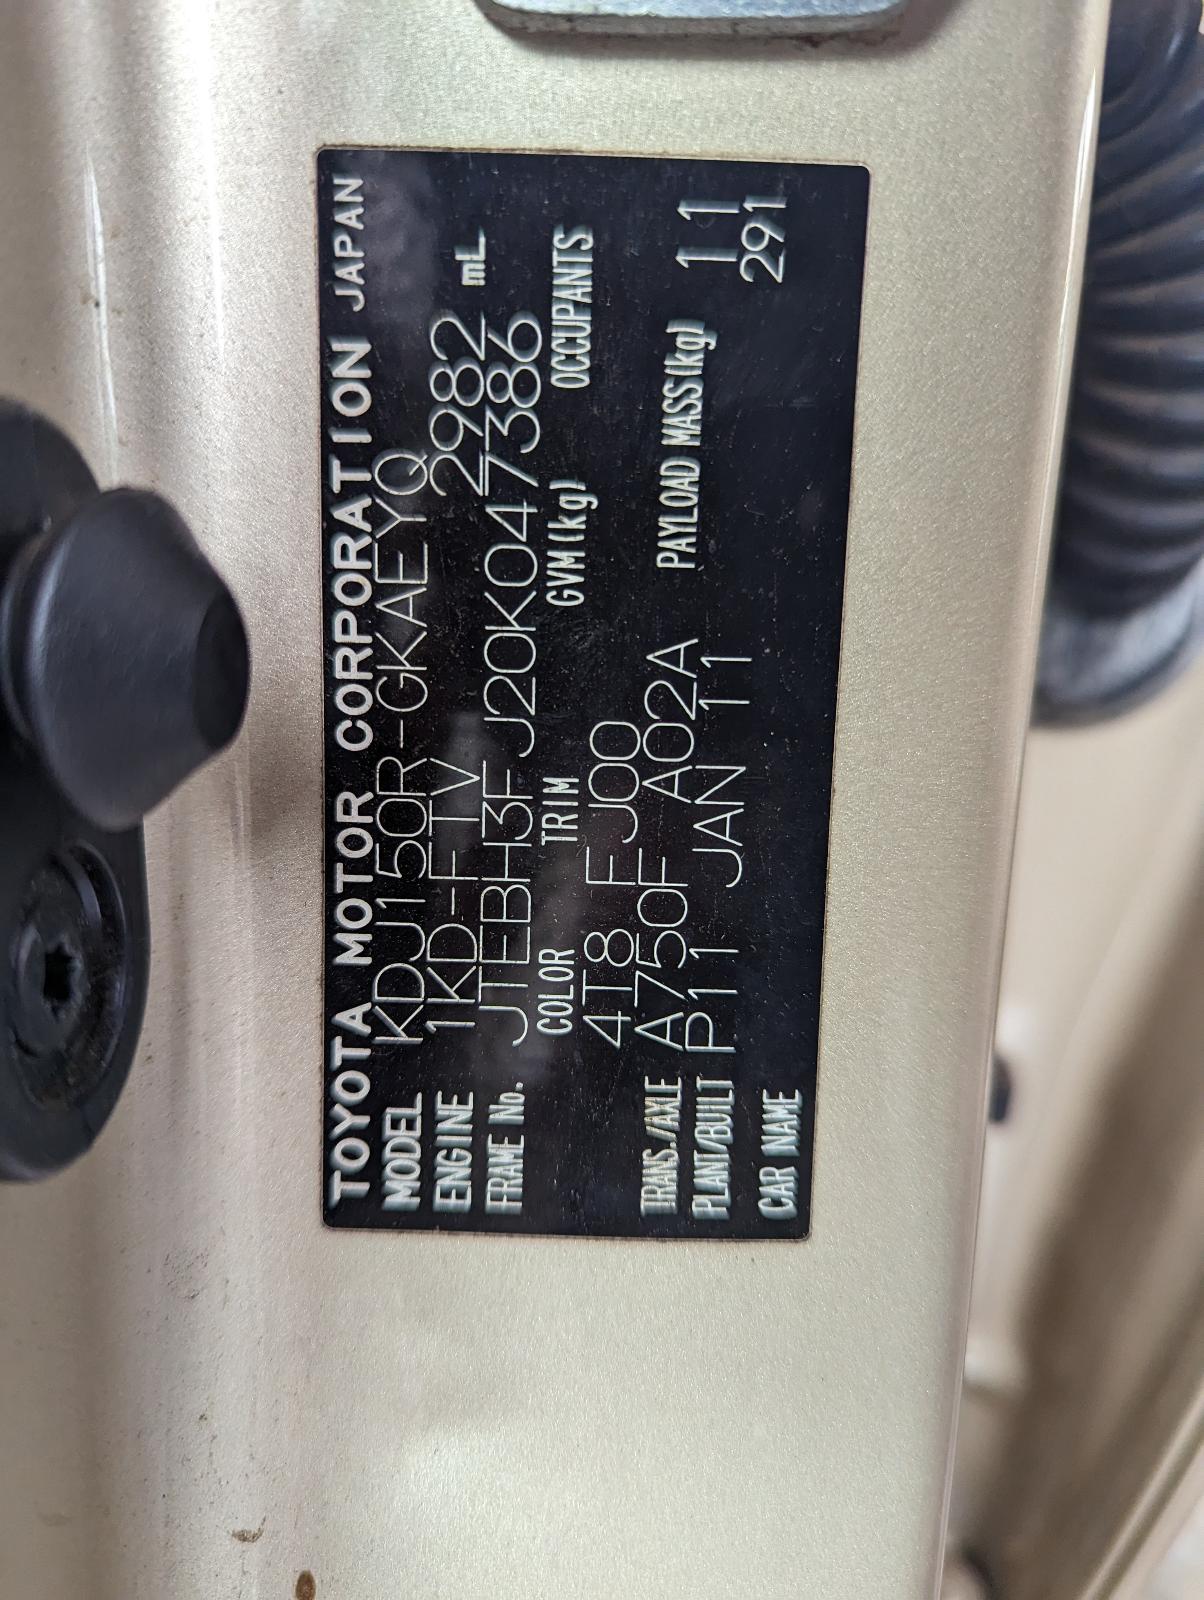 TOYOTA MOTOR CORPORATION JAPAN
MODEL KDJ150R-GKAEYQ
ENGINE 1KD-FTV 2982 mL
FRAME No. JTEBH3FJ20K047386
COLOR TRIM GVM(kg) OCCUPANTS
4T8 FJ00
TRANS./AXLE A750F A02A PAYLOAD MASS(kg) 11
PLANT/BUILT P11 JAN 11 291
CAR NAME